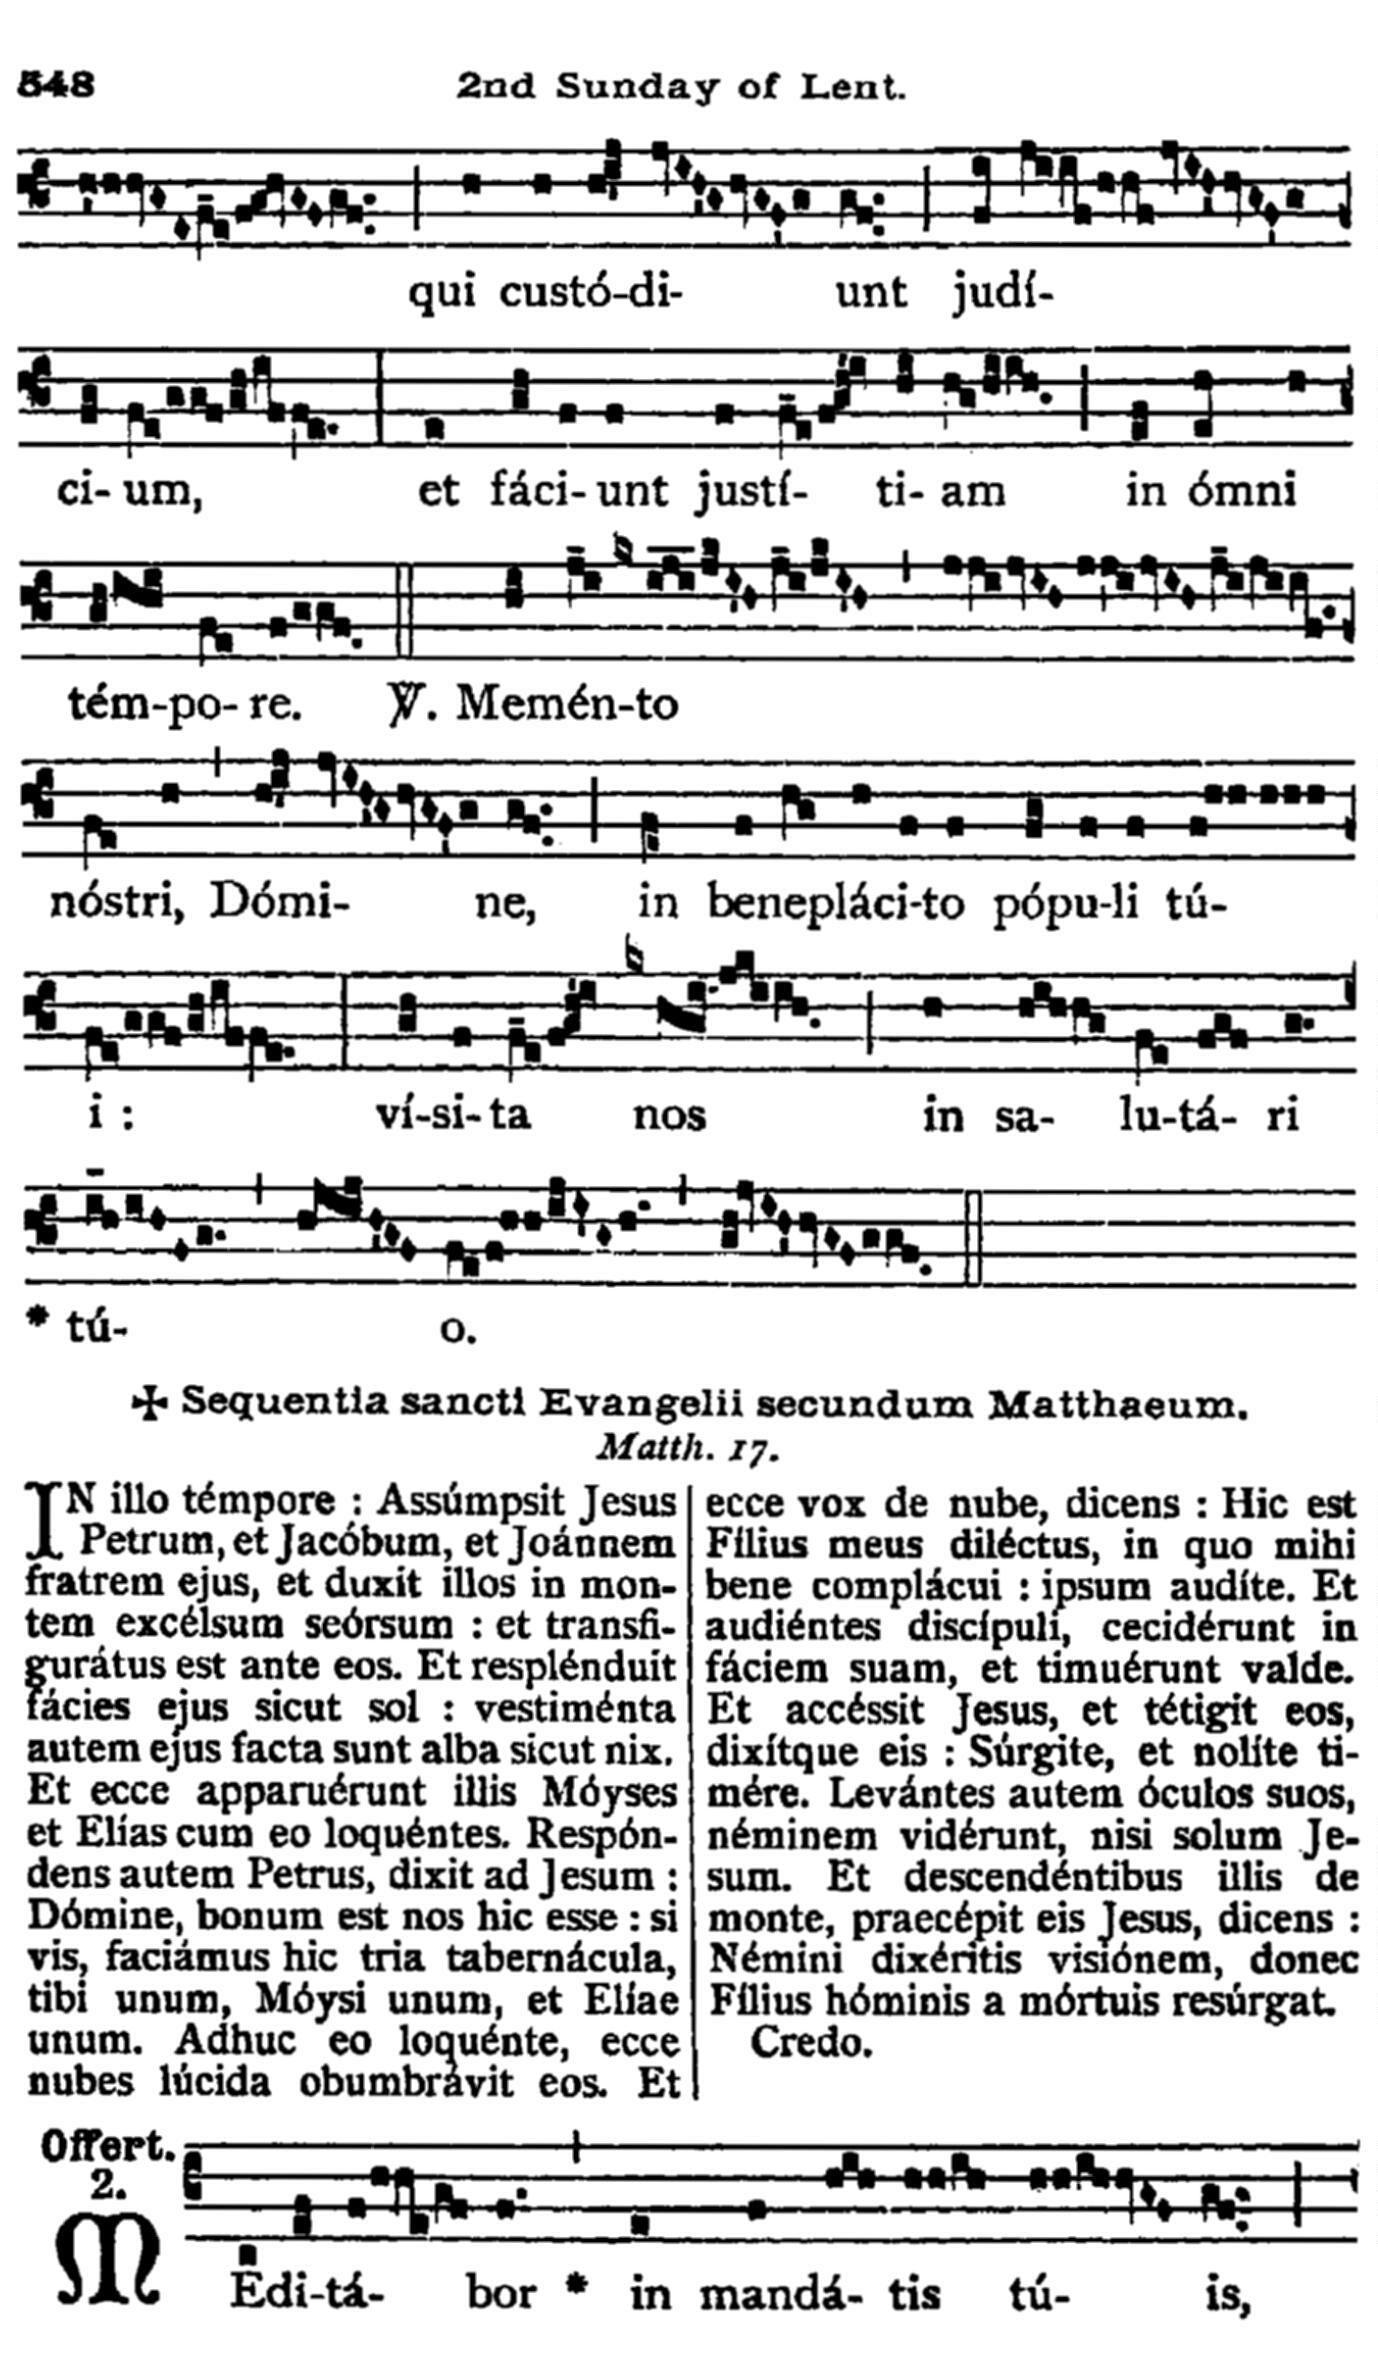 548
2nd Sunday of Lent.
qui custó-di- unt judí-
ci- um, et fáci- unt justí- ti- am in ómni
tém-po- re. ℣. Memén-to
nóstri, Dómi- ne, in benepláci-to pópu-li tú-
i : ví-si- ta nos in sa- lu-tá- ri
* tú- o.
✠ Sequentia sancti Evangelii secundum Matthaeum.
Matth. 17.
IN illo témpore : Assúmpsit Jesus
Petrum, et Jacóbum, et Joánnem
fratrem ejus, et duxit illos in mon-
tem excélsum seórsum : et transfi-
gurátus est ante eos. Et resplénduit
fácies ejus sicut sol : vestiménta
autem ejus facta sunt alba sicut nix.
Et ecce apparuérunt illis Móyses
et Elías cum eo loquéntes. Respón-
dens autem Petrus, dixit ad Jesum :
Dómine, bonum est nos hic esse : si
vis, faciámus hic tria tabernácula,
tibi unum, Móysi unum, et Elíae
unum. Adhuc eo loquénte, ecce
nubes lúcida obumbrávit eos. Et
ecce vox de nube, dicens : Hic est
Fílius meus diléctus, in quo mihi
bene complácui : ipsum audíte. Et
audiéntes discípuli, cecidérunt in
fáciem suam, et timuérunt valde.
Et accéssit Jesus, et tétigit eos,
dixítque eis : Súrgite, et nolíte ti-
mére. Levántes autem óculos suos,
néminem vidérunt, nisi solum Je-
sum. Et descendéntibus illis de
monte, praecépit eis Jesus, dicens :
Némini dixéritis visiónem, donec
Fílius hóminis a mórtuis resúrgat.
Credo.
Offert.
2.
MEdi-tá- bor * in mandá- tis tú- is,